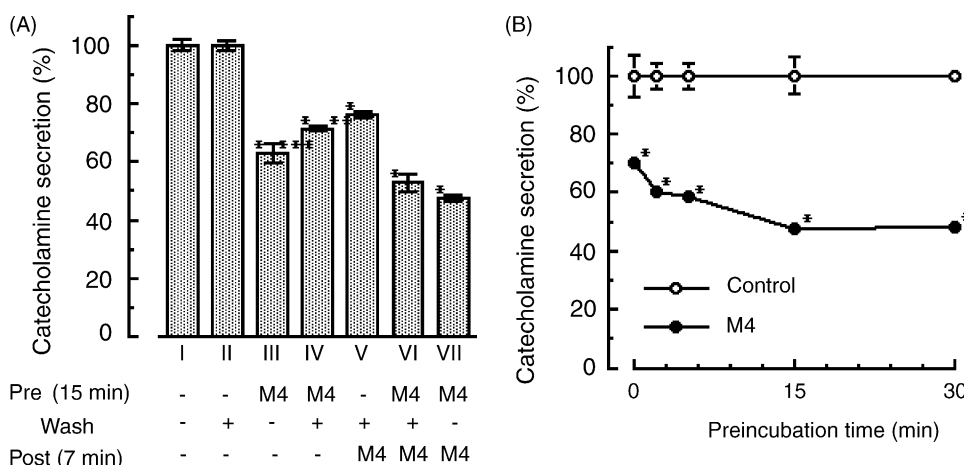 (A)
Catecholamine secretion (%)
100
80
60
40
20
0
I II III IV V VI VII
Pre (15 min) - - M4 M4 - M4 M4
Wash - + - + + + -
Post (7 min) - - - - M4 M4 M4
(B)
Catecholamine secretion (%)
100
80
60
40
20
0
Control
M4
0 15 30
Preincubation time (min)